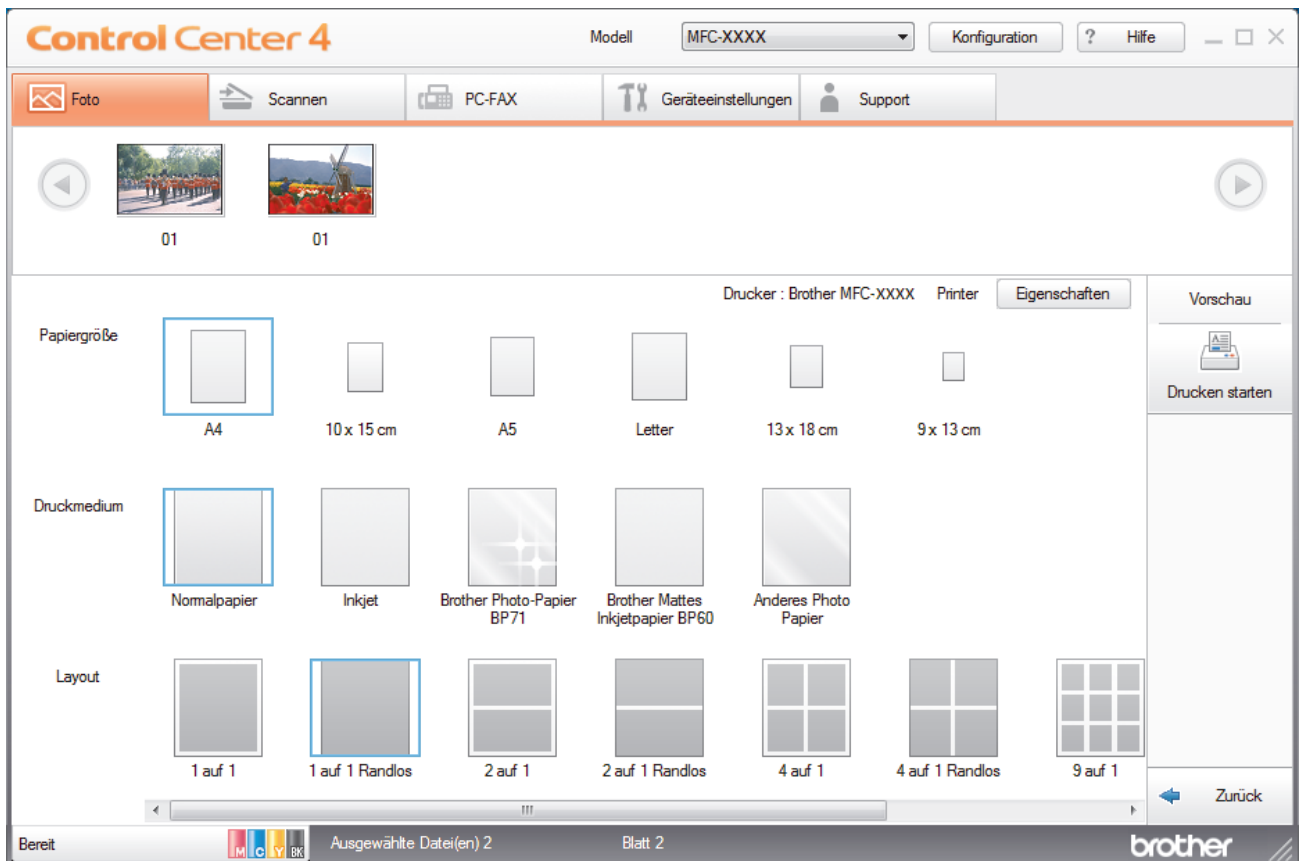 Control Center 4 Modell MFC-XXXX Konfiguration ? Hilfe
Foto Scannen PC-FAX Geräteeinstellungen Support
01 01
Drucker : Brother MFC-XXXX Printer Eigenschaften Vorschau
Papiergröße
Drucken starten
A4 10 x 15 cm A5 Letter 13 x 18 cm 9 x 13 cm
Druckmedium
Normalpapier Inkjet Brother Photo-Papier BP71 Brother Mattes Inkjetpapier BP60 Anderes Photo Papier
Layout
1 auf 1 1 auf 1 Randlos 2 auf 1 2 auf 1 Randlos 4 auf 1 4 auf 1 Randlos 9 auf 1
Zurück
Bereit M C Y BK Ausgewählte Datei(en) 2 Blatt 2 brother